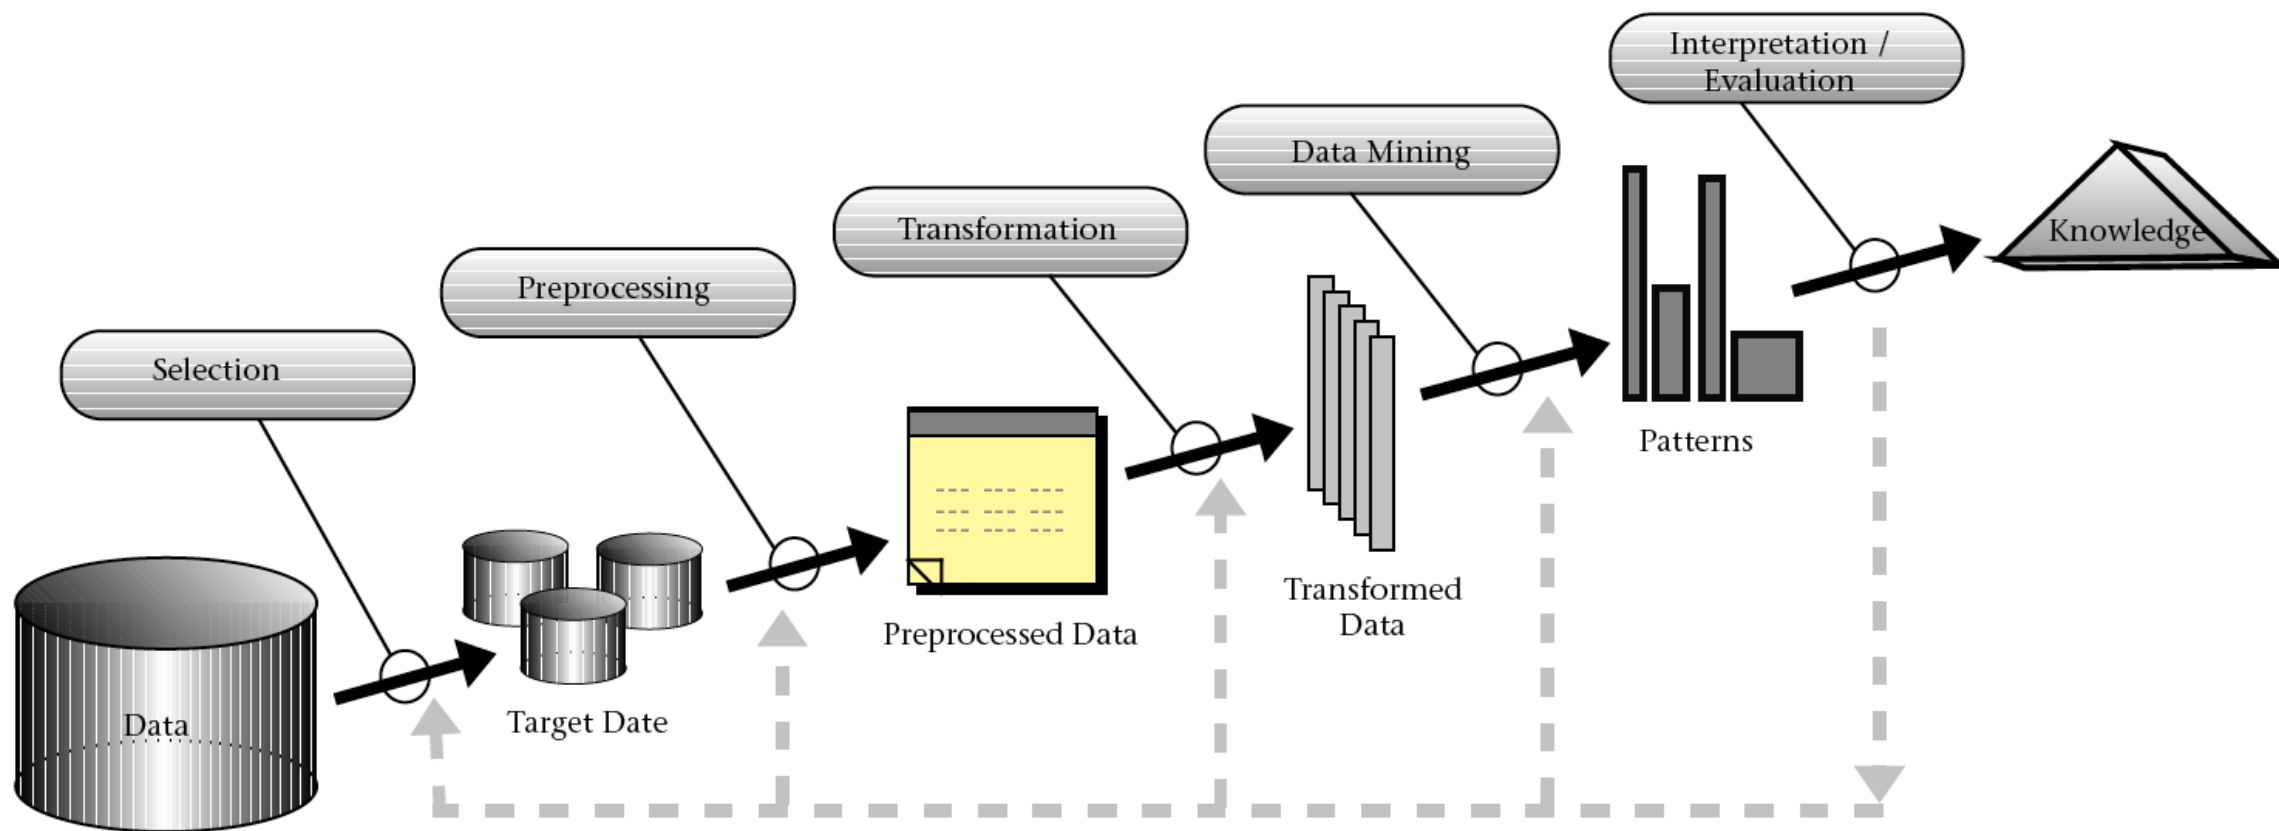 Interpretation /
Evaluation
Data Mining
Transformation
Preprocessing
Selection
Knowledge
Patterns
Transformed
Data
Preprocessed Data
Target Date
Data